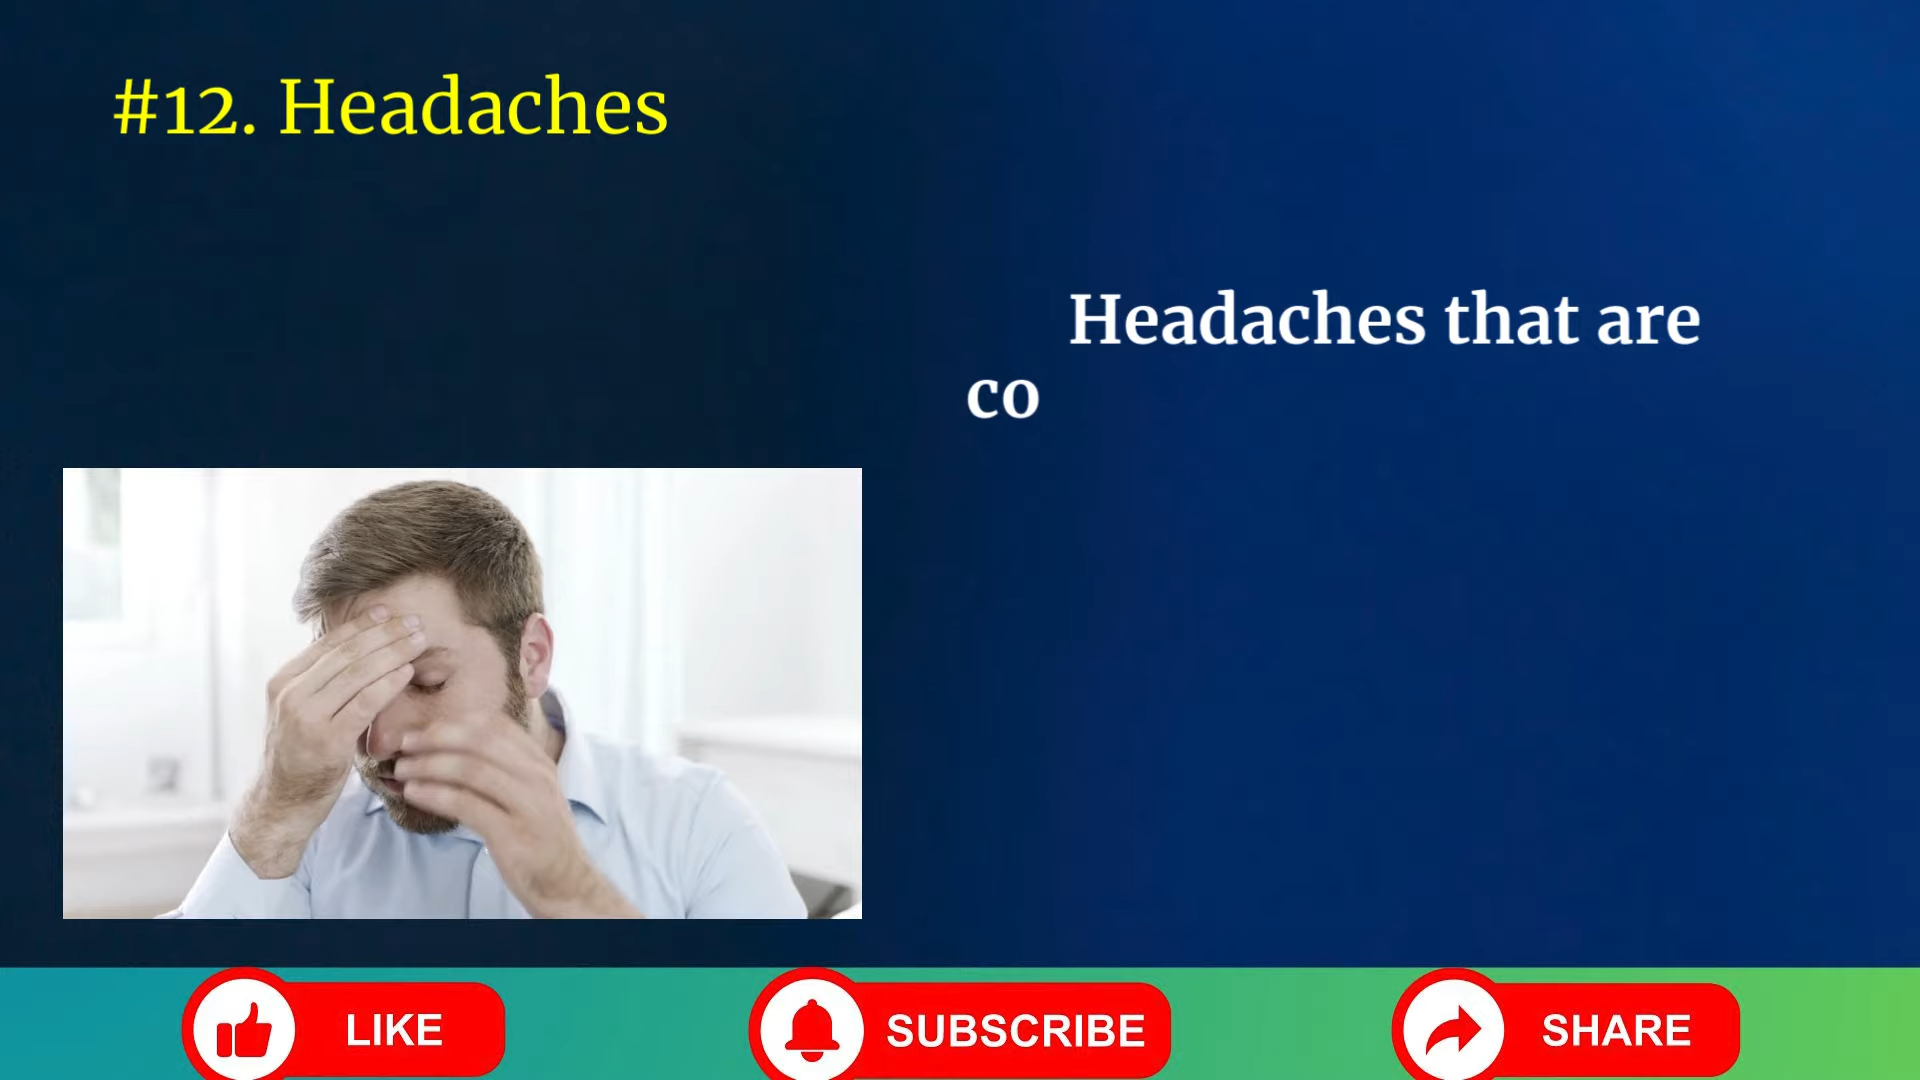 #12. Headaches
Headaches that are
co
LIKE
SUBSCRIBE
SHARE